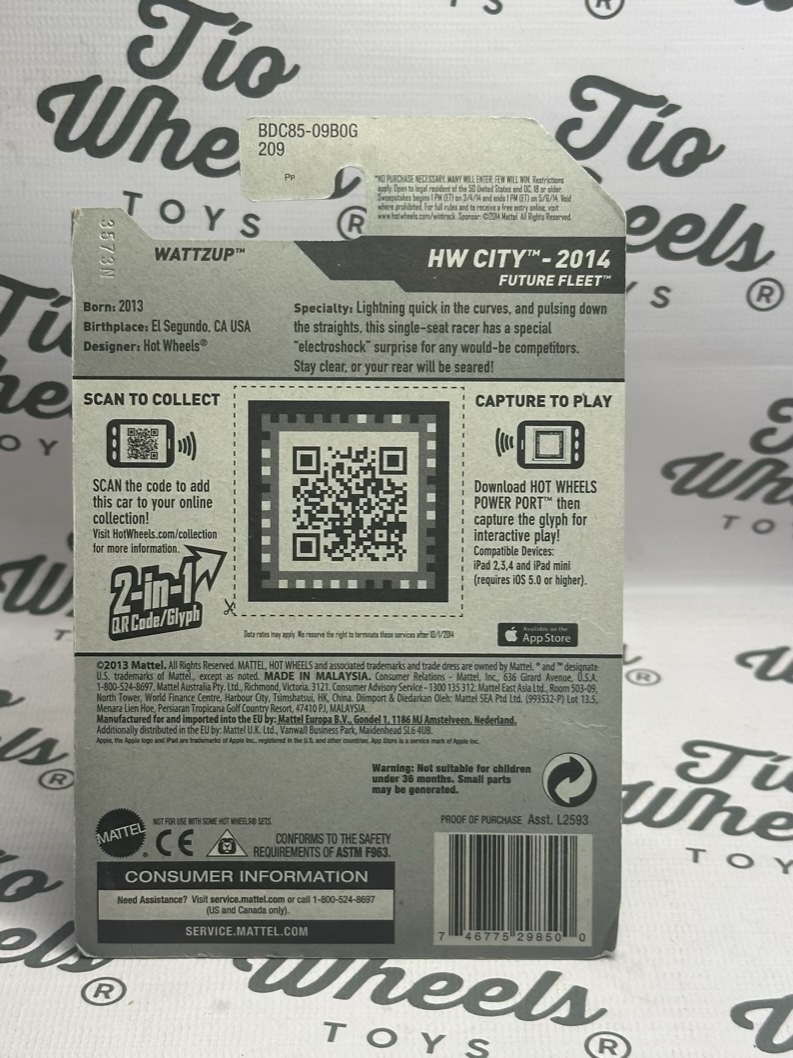 Tío
Wheels
TOYS
®
BDC85-09B0G
209
Pp
*NO PURCHASE NECESSARY. MANY WILL ENTER, FEW WILL WIN. Restrictions
apply. Open to legal resident of the 50 United States and DC, 18 or older.
Sweepstakes begins 1 PM (ET) on 3/4/14 and ends 1 PM (ET) on 5/6/14. Void
where prohibited. For full rules and to receive a free entry online, visit
www.hotwheels.com/wintrack. Sponsor: ©2014 Mattel. All Rights Reserved.
3573N
WATTZUP™
HW CITY™ - 2014
FUTURE FLEET™
Born: 2013
Birthplace: El Segundo, CA USA
Designer: Hot Wheels®
Specialty: Lightning quick in the curves, and pulsing down
the straights, this single-seat racer has a special
"electroshock" surprise for any would-be competitors.
Stay clear, or your rear will be seared!
SCAN TO COLLECT
SCAN the code to add
this car to your online
collection!
Visit HotWheels.com/collection
for more information.
2-in-1
QR Code/Glyph
CAPTURE TO PLAY
Download HOT WHEELS
POWER PORT™ then
capture the glyph for
interactive play!
Compatible Devices:
iPad 2,3,4 and iPad mini
(requires iOS 5.0 or higher).
Available on the
App Store
Data rates may apply. We reserve the right to terminate these services after 10/1/2014
©2013 Mattel. All Rights Reserved. MATTEL, HOT WHEELS and associated trademarks and trade dress are owned by Mattel. ® and ™ designate
U.S. trademarks of Mattel, except as noted. MADE IN MALAYSIA. Consumer Relations - Mattel, Inc., 636 Girard Avenue, East Aurora, NY 14052, U.S.A.
1-800-524-8697. Mattel Australia Pty. Ltd., Richmond, Victoria. 3121. Consumer Advisory Service - 1300 135 312. Mattel East Asia Ltd., Room 503-09,
North Tower, World Finance Centre, Harbour City, Tsimshatsui, HK, China. Diimport & Diedarkan Oleh: Mattel SEA Ptd Ltd. (993532-P) Lot 13.5,
Menara Lien Hoe, Persiaran Tropicana Golf Country Resort, 47410 PJ, MALAYSIA.
Manufactured for and imported into the EU by: Mattel Europa B.V., Gondel 1, 1186 MJ Amstelveen, Nederland.
Additionally distributed in the EU by: Mattel U.K. Ltd., Vanwall Business Park, Maidenhead SL6 4UB.
Apple, the Apple logo and iPad are trademarks of Apple Inc., registered in the U.S. and other countries. App Store is a service mark of Apple Inc.
Warning: Not suitable for children
under 36 months. Small parts
may be generated.
PROOF OF PURCHASE Asst. L2593
MATTEL
NOT FOR USE WITH SOME HOT WHEELS® SETS.
CE
CONFORMS TO THE SAFETY
REQUIREMENTS OF ASTM F963.
CONSUMER INFORMATION
Need Assistance? Visit service.mattel.com or call 1-800-524-8697
(US and Canada only).
SERVICE.MATTEL.COM
7 46775 29850 0
Wheels
TOYS
®